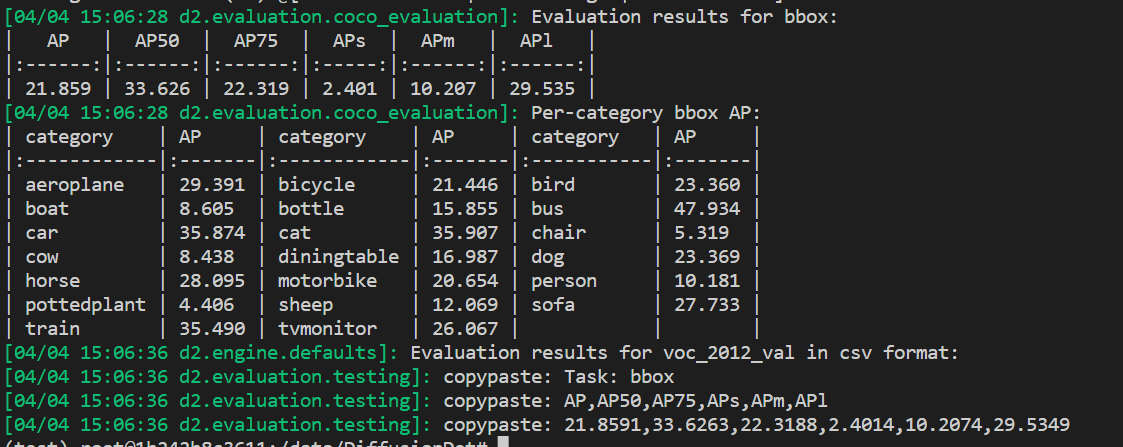 [04/04 15:06:28 d2.evaluation.coco_evaluation]: Evaluation results for bbox:
| AP | AP50 | AP75 | APs | APm | APl |
|:------:|:------:|:------:|:-----:|:------:|:------:|
| 21.859 | 33.626 | 22.319 | 2.401 | 10.207 | 29.535 |
[04/04 15:06:28 d2.evaluation.coco_evaluation]: Per-category bbox AP:
| category | AP | category | AP | category | AP |
|:------------|:-------|:------------|:-------|:-----------|:-------|
| aeroplane | 29.391 | bicycle | 21.446 | bird | 23.360 |
| boat | 8.605 | bottle | 15.855 | bus | 47.934 |
| car | 35.874 | cat | 35.907 | chair | 5.319 |
| cow | 8.438 | diningtable | 16.987 | dog | 23.369 |
| horse | 28.095 | motorbike | 20.654 | person | 10.181 |
| pottedplant | 4.406 | sheep | 12.069 | sofa | 27.733 |
| train | 35.490 | tvmonitor | 26.067 | | |
[04/04 15:06:36 d2.engine.defaults]: Evaluation results for voc_2012_val in csv format:
[04/04 15:06:36 d2.evaluation.testing]: copypaste: Task: bbox
[04/04 15:06:36 d2.evaluation.testing]: copypaste: AP,AP50,AP75,APs,APm,APl
[04/04 15:06:36 d2.evaluation.testing]: copypaste: 21.8591,33.6263,22.3188,2.4014,10.2074,29.5349